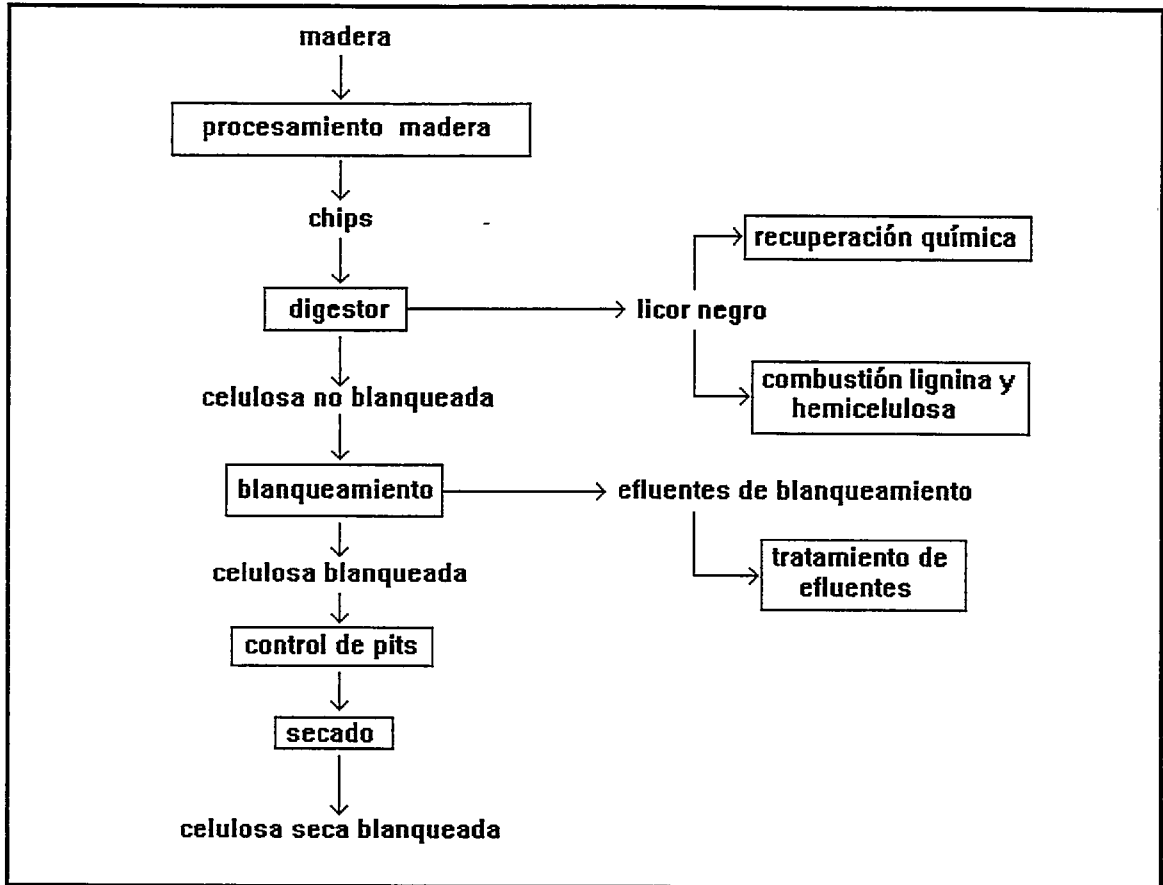 madera
procesamiento madera
chips
recuperación química
digestor
licor negro
combustión lignina y
hemicelulosa
celulosa no blanqueada
blanqueamiento
efluentes de blanqueamiento
tratamiento de
efluentes
celulosa blanqueada
control de pits
secado
celulosa seca blanqueada